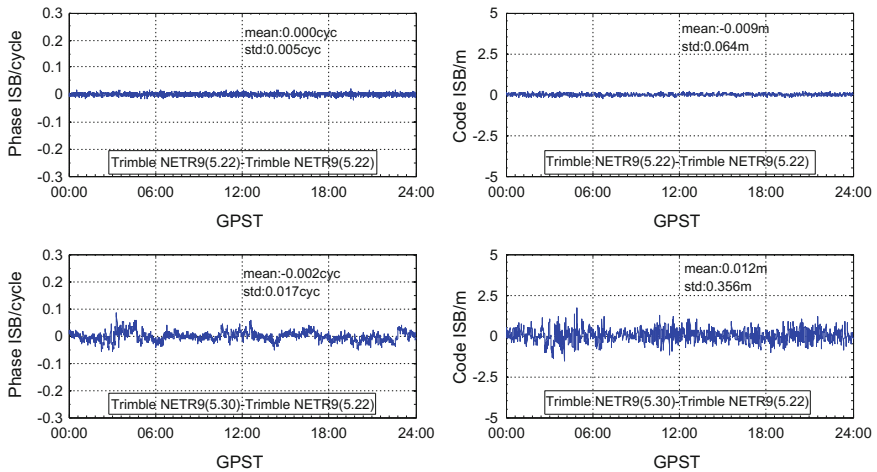 mean:0.000cyc
std:0.005cyc
0.3
0.2
0.1
0
-0.1
-0.2
-0.3
Phase ISB/cycle
Trimble NETR9(5.22)-Trimble NETR9(5.22)
00:00 06:00 12:00 18:00 24:00
GPST
mean:-0.009m
std:0.064m
5
2.5
0
-2.5
-5
Code ISB/m
Trimble NETR9(5.22)-Trimble NETR9(5.22)
00:00 06:00 12:00 18:00 24:00
GPST
mean:-0.002cyc
std:0.017cyc
0.3
0.2
0.1
0
-0.1
-0.2
-0.3
Phase ISB/cycle
Trimble NETR9(5.30)-Trimble NETR9(5.22)
00:00 06:00 12:00 18:00 24:00
GPST
mean:0.012m
std:0.356m
5
2.5
0
-2.5
-5
Code ISB/m
Trimble NETR9(5.30)-Trimble NETR9(5.22)
00:00 06:00 12:00 18:00 24:00
GPST